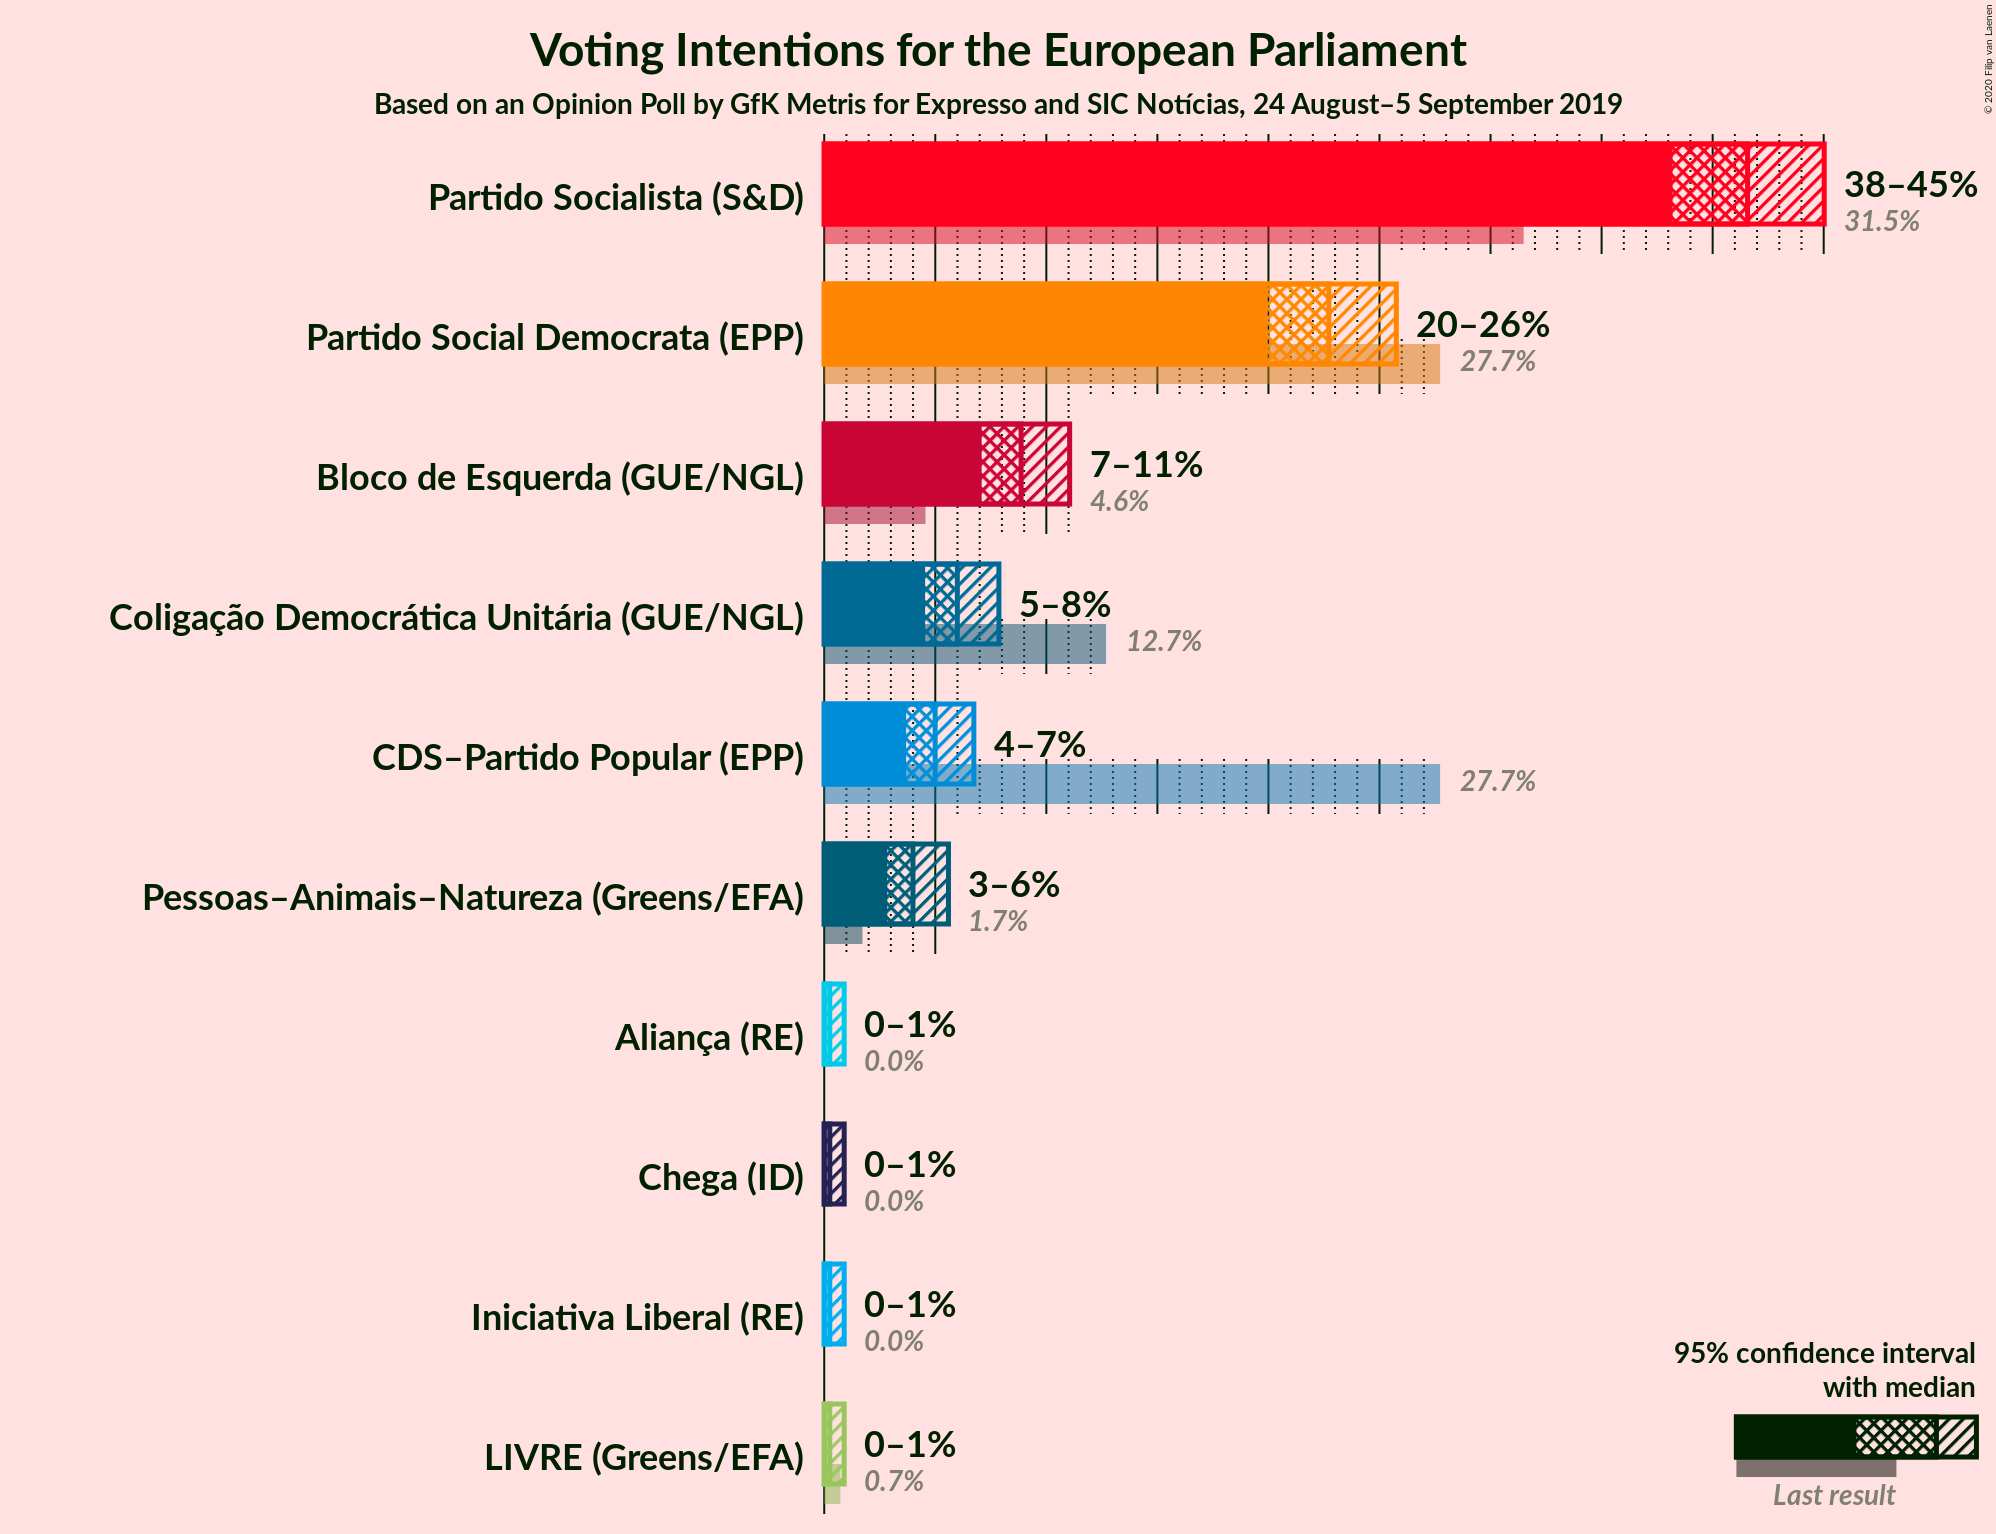 Voting Intentions for the European Parliament
Based on an Opinion Poll by GfK Metris for Expresso and SIC Notícias, 24 August–5 September 2019
© 2020 Filip van Laenen
Partido Socialista (S&D)
38–45%
31.5%
Partido Social Democrata (EPP)
20–26%
27.7%
Bloco de Esquerda (GUE/NGL)
7–11%
4.6%
Coligação Democrática Unitária (GUE/NGL)
5–8%
12.7%
CDS–Partido Popular (EPP)
4–7%
27.7%
Pessoas–Animais–Natureza (Greens/EFA)
3–6%
1.7%
Aliança (RE)
0–1%
0.0%
Chega (ID)
0–1%
0.0%
Iniciativa Liberal (RE)
0–1%
0.0%
LIVRE (Greens/EFA)
0–1%
0.7%
95% confidence interval
with median
Last result